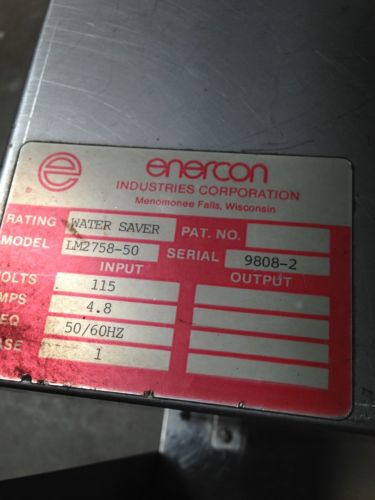 e enercon
INDUSTRIES CORPORATION
Menomonee Falls, Wisconsin
RATING WATER SAVER PAT. NO.
MODEL LM2758-50 SERIAL 9808-2
INPUT OUTPUT
VOLTS 115
MPS 4.8
EQ 50/60HZ
ASE 1